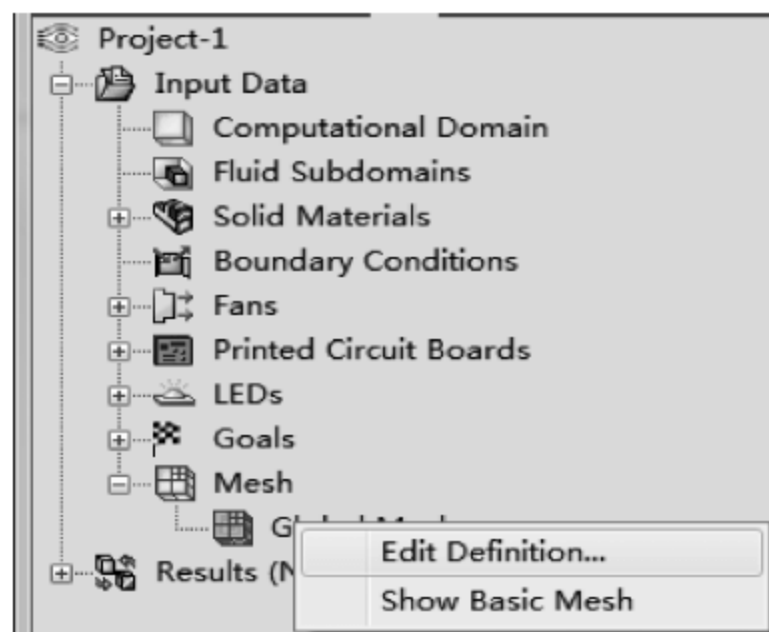 Project-1
Input Data
Computational Domain
Fluid Subdomains
Solid Materials
Boundary Conditions
Fans
Printed Circuit Boards
LEDs
Goals
Mesh
Edit Definition...
Results
Show Basic Mesh